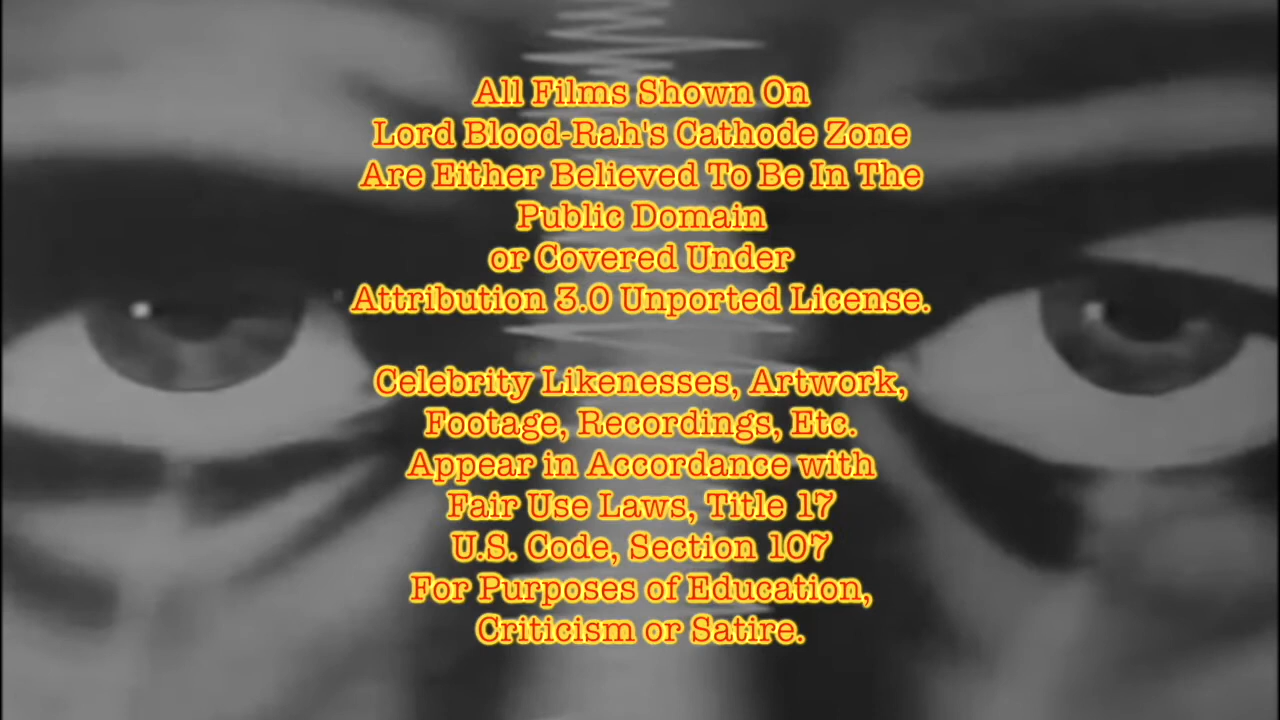 All Films Shown On
Lord Blood-Rah's Cathode Zone
Are Either Believed To Be In The
Public Domain
or Covered Under
Attribution 3.0 Unported License.
Celebrity Likenesses, Artwork,
Footage, Recordings, Etc.
Appear in Accordance with
Fair Use Laws, Title 17
U.S. Code, Section 107
For Purposes of Education,
Criticism or Satire.